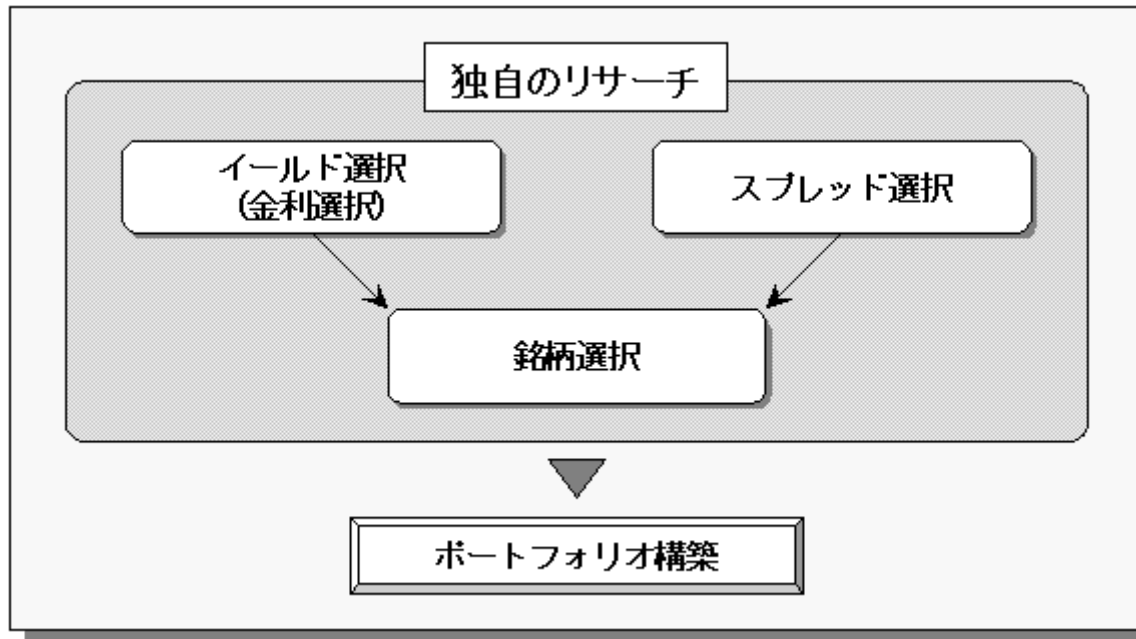 独自のリサーチ
イールド選択
(金利選択)
スプレッド選択
銘柄選択
ポートフォリオ構築